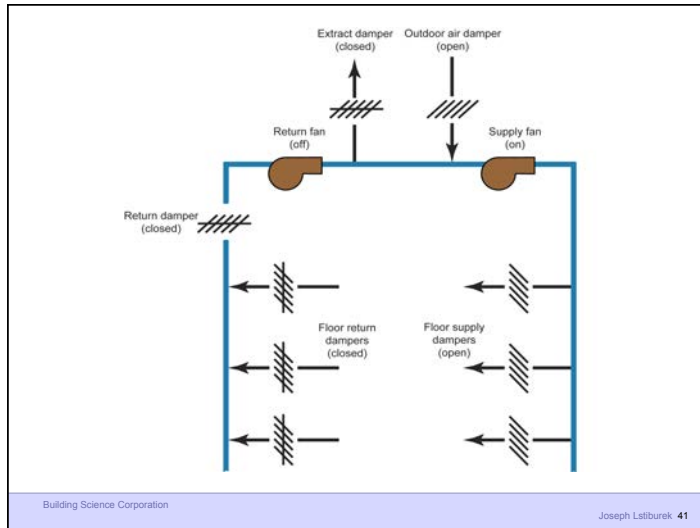 Extract damper
(closed)
Outdoor air damper
(open)
Return fan
(off)
Supply fan
(on)
Return damper
(closed)
Floor return
dampers
(closed)
Floor supply
dampers
(open)
Building Science Corporation
Joseph Lstiburek 41